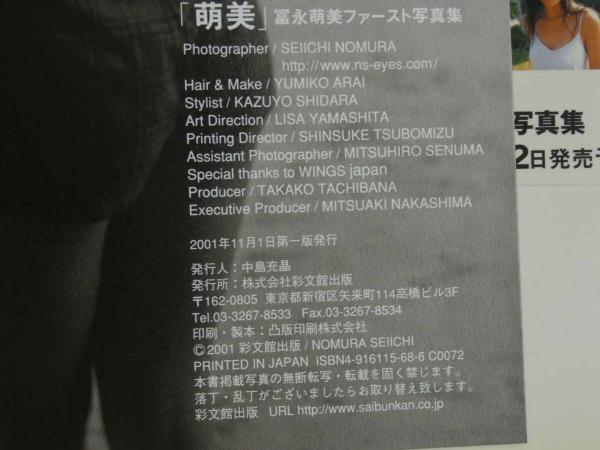 「萌美」冨永萌美ファースト写真集
Photographer / SEIICHI NOMURA
http://www.ns-eyes.com/
Hair & Make / YUMIKO ARAI
Stylist / KAZUYO SHIDARA
Art Direction / LISA YAMASHITA
Printing Director / SHINSUKE TSUBOMIZU
Assistant Photographer / MITSUHIRO SENUMA
Special thanks to WINGS japan
Producer / TAKAKO TACHIBANA
Executive Producer / MITSUAKI NAKASHIMA
2001年11月1日第一版発行
発行人：中島充晶
発行所：株式会社彩文館出版
〒162-0805 東京都新宿区矢来町114高橋ビル3F
Tel.03-3267-8533 Fax.03-3267-8534
印刷・製本：凸版印刷株式会社
©2001 彩文館出版 / NOMURA SEIICHI
PRINTED IN JAPAN ISBN4-916115-68-6 C0072
本書掲載写真の無断転写・転載を固く禁じます。
落丁・乱丁がございましたらお取り替え致します。
彩文館出版 URL http://www.saibunkan.co.jp
写真集
2日発売